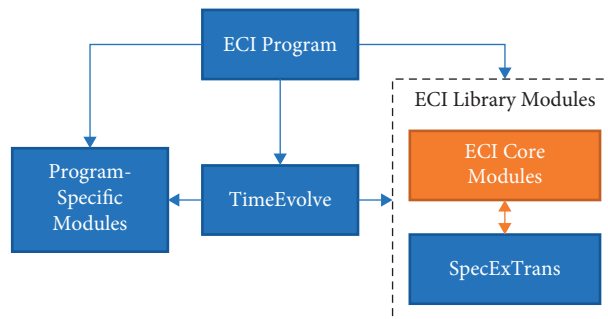 ECI Program
ECI Library Modules
ECI Core
Modules
Program-
Specific
Modules
TimeEvolve
SpecExTrans